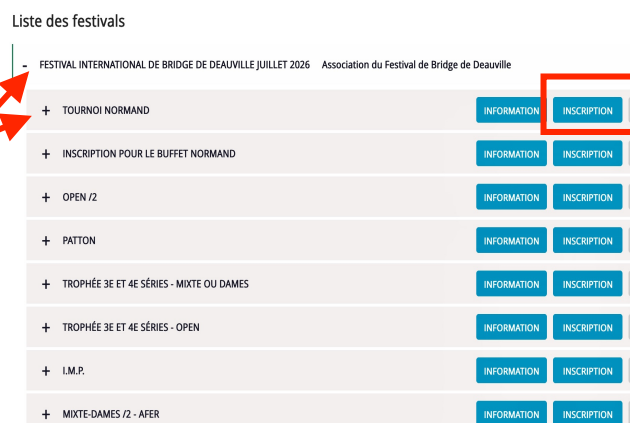 Liste des festivals
- FESTIVAL INTERNATIONAL DE BRIDGE DE DEAUVILLE JUILLET 2026 Association du Festival de Bridge de Deauville
+ TOURNOI NORMAND INFORMATION INSCRIPTION
+ INSCRIPTION POUR LE BUFFET NORMAND INFORMATION INSCRIPTION
+ OPEN /2 INFORMATION INSCRIPTION
+ PATTON INFORMATION INSCRIPTION
+ TROPHÉE 3E ET 4E SÉRIES - MIXTE OU DAMES INFORMATION INSCRIPTION
+ TROPHÉE 3E ET 4E SÉRIES - OPEN INFORMATION INSCRIPTION
+ I.M.P. INFORMATION INSCRIPTION
+ MIXTE-DAMES /2 - AFER INFORMATION INSCRIPTION